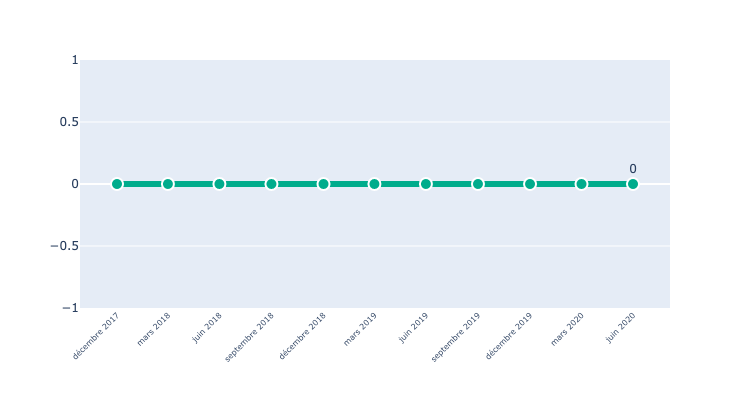 1
0.5
0
0
−0.5
−1
décembre 2017
mars 2018
juin 2018
septembre 2018
décembre 2018
mars 2019
juin 2019
septembre 2019
décembre 2019
mars 2020
juin 2020